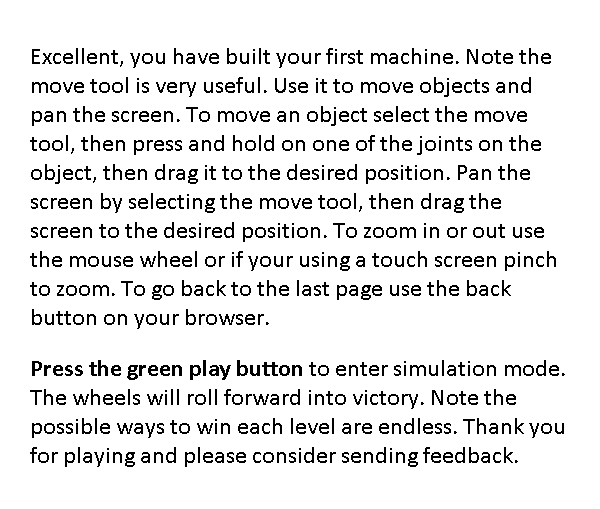 Excellent, you have built your first machine. Note the
move tool is very useful. Use it to move objects and
pan the screen. To move an object select the move
tool, then press and hold on one of the joints on the
object, then drag it to the desired position. Pan the
screen by selecting the move tool, then drag the
screen to the desired position. To zoom in or out use
the mouse wheel or if your using a touch screen pinch
to zoom. To go back to the last page use the back
button on your browser.
Press the green play button to enter simulation mode.
The wheels will roll forward into victory. Note the
possible ways to win each level are endless. Thank you
for playing and please consider sending feedback.